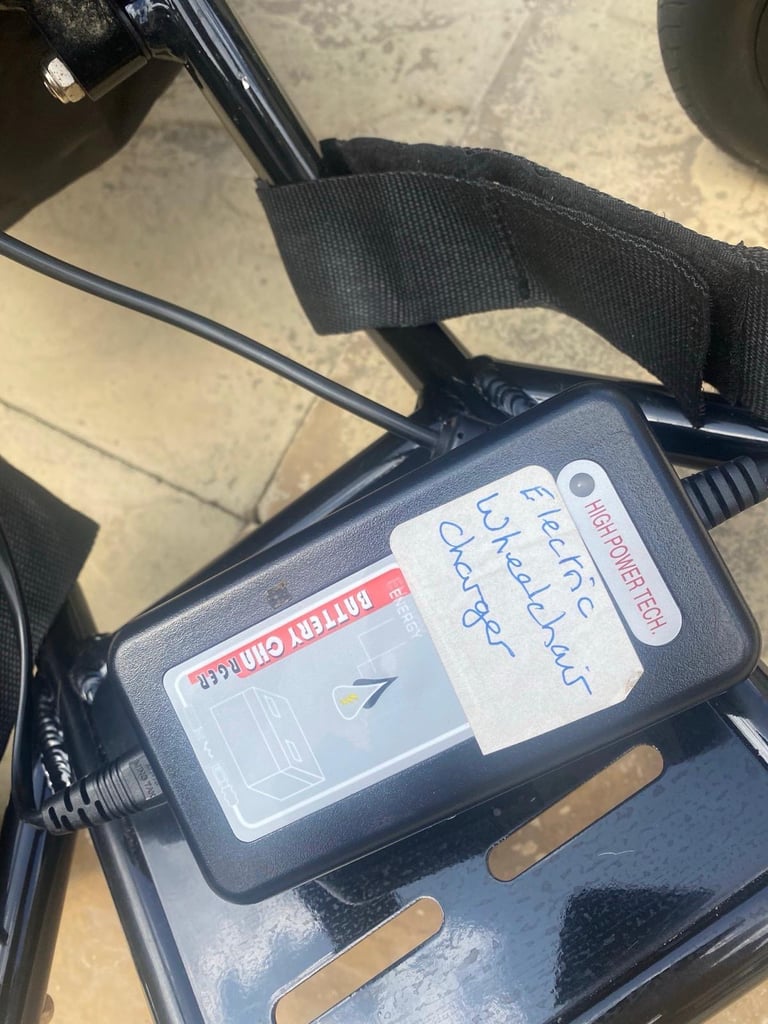 HIGH POWER TECH.
Electric
Wheelchair
Charger
ENERGY
BATTERY CHARGER